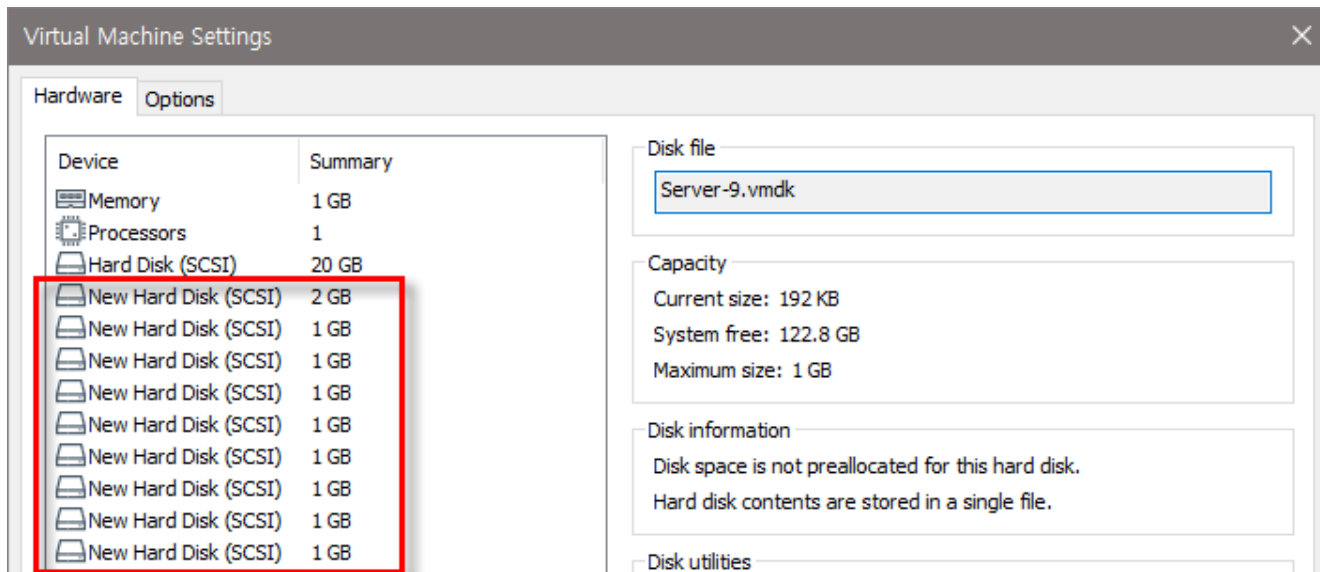 Virtual Machine Settings
Hardware Options
Device Summary
Memory 1 GB
Processors 1
Hard Disk (SCSI) 20 GB
New Hard Disk (SCSI) 2 GB
New Hard Disk (SCSI) 1 GB
New Hard Disk (SCSI) 1 GB
New Hard Disk (SCSI) 1 GB
New Hard Disk (SCSI) 1 GB
New Hard Disk (SCSI) 1 GB
New Hard Disk (SCSI) 1 GB
New Hard Disk (SCSI) 1 GB
New Hard Disk (SCSI) 1 GB
Disk file
Server-9.vmdk
Capacity
Current size: 192 KB
System free: 122.8 GB
Maximum size: 1 GB
Disk information
Disk space is not preallocated for this hard disk.
Hard disk contents are stored in a single file.
Disk utilities